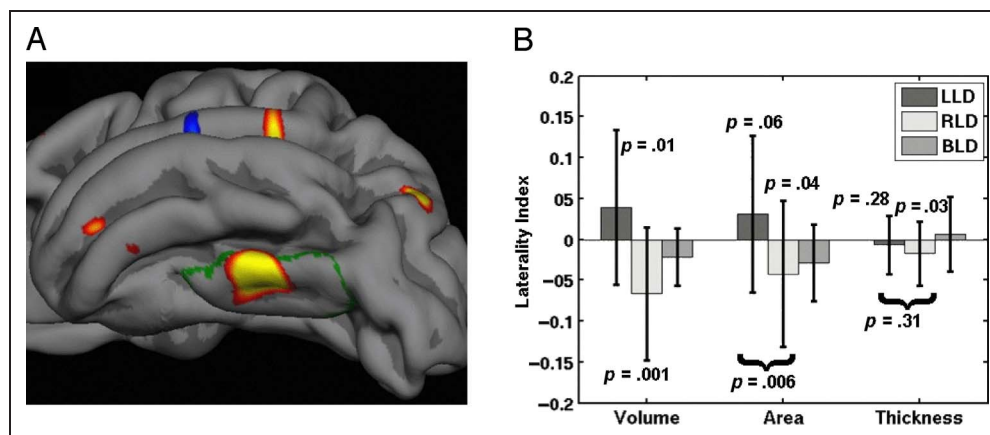 A
B
0.2
0.15
0.1
05
0
−0.05
−0.1
−0.15
−0.2
Laterality Index
LLD
RLD
BLD
p = .01
p = .06
p = .04
p = .28
p = .03
p = .31
p = .001
p = .006
Volume
Area
Thickness